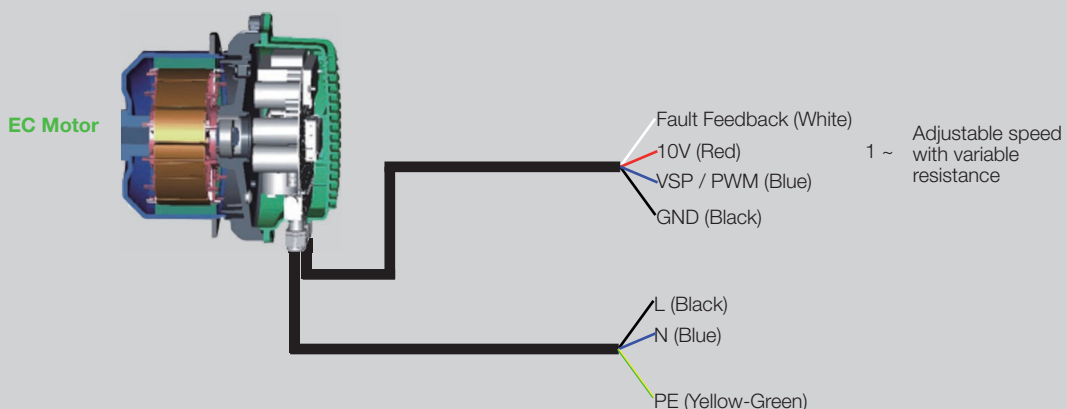 EC Motor
Fault Feedback (White)
10V (Red)
VSP / PWM (Blue)
GND (Black)
1 ~
Adjustable speed
with variable
resistance
L (Black)
N (Blue)
PE (Yellow-Green)